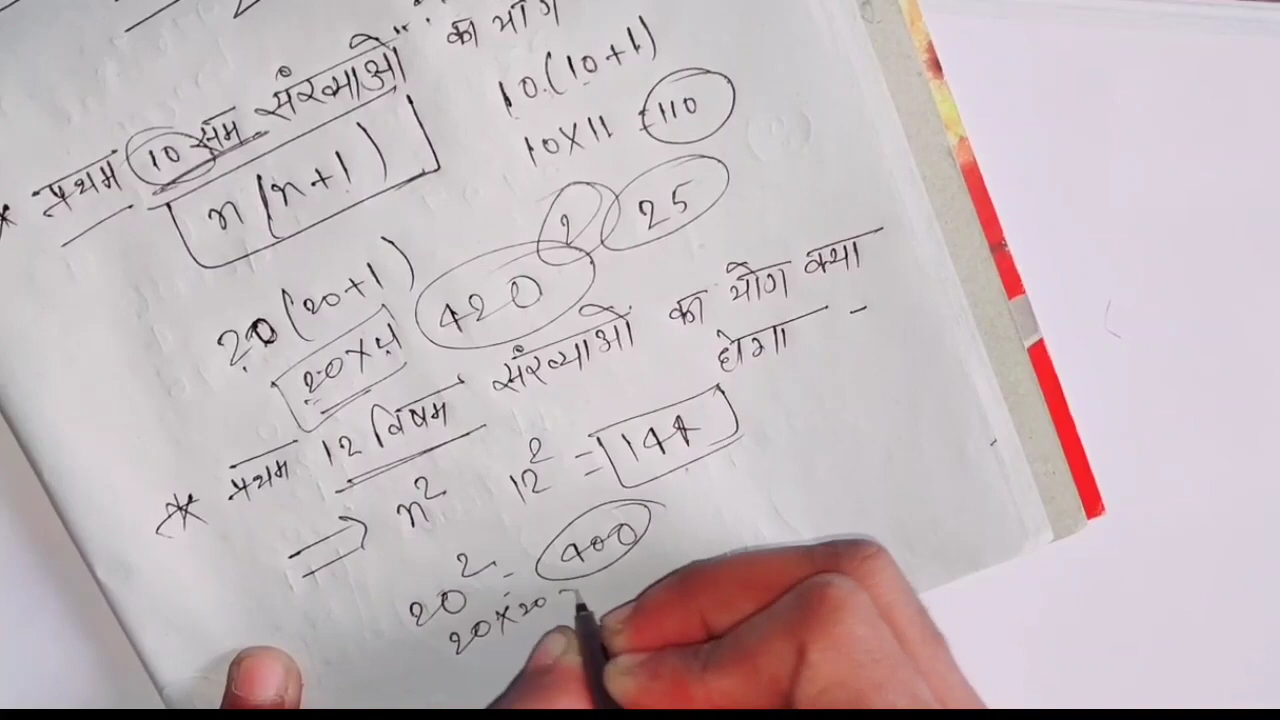 * प्रथम 10 सम संख्याओं का योग
n(n+1)
10.(10+1)
10×11 = 110
2 25
20(20+1)
20×
420
* प्रथम 12 विषम संख्याओं का योग क्या
होगा -
⇒ n² 12² = 144
20² = 400
20×20 =